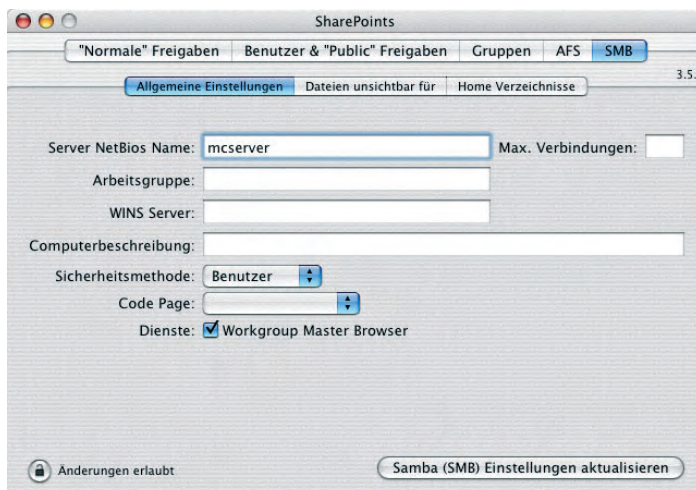 SharePoints
"Normale" Freigaben Benutzer & "Public" Freigaben Gruppen AFS SMB
3.5.
Allgemeine Einstellungen Dateien unsichtbar für Home Verzeichnisse
Server NetBios Name: mcserver Max. Verbindungen:
Arbeitsgruppe:
WINS Server:
Computerbeschreibung:
Sicherheitsmethode: Benutzer
Code Page:
Dienste: Workgroup Master Browser
Änderungen erlaubt Samba (SMB) Einstellungen aktualisieren